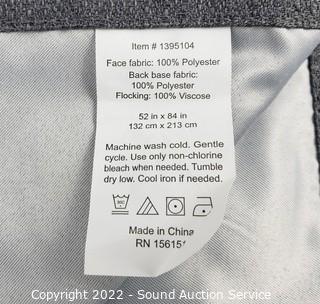 Item # 1395104
Face fabric: 100% Polyester
Back base fabric:
100% Polyester
Flocking: 100% Viscose
52 in x 84 in
132 cm x 213 cm
Machine wash cold. Gentle
cycle. Use only non-chlorine
bleach when needed. Tumble
dry low. Cool iron if needed.
Made in China
RN 15615
Copyright 2022 - Sound Auction Service